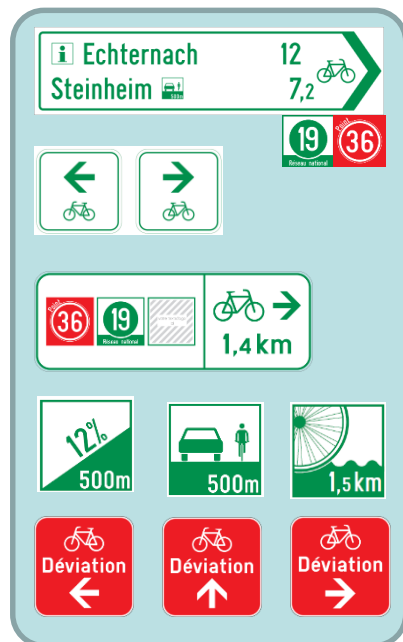 i Echternach 12
Steinheim 500m 7,2
19
Réseau national
Point
36
Point
36
19
Réseau national
1,4 km
12%
500m
500m
1,5 km
Déviation
Déviation
Déviation